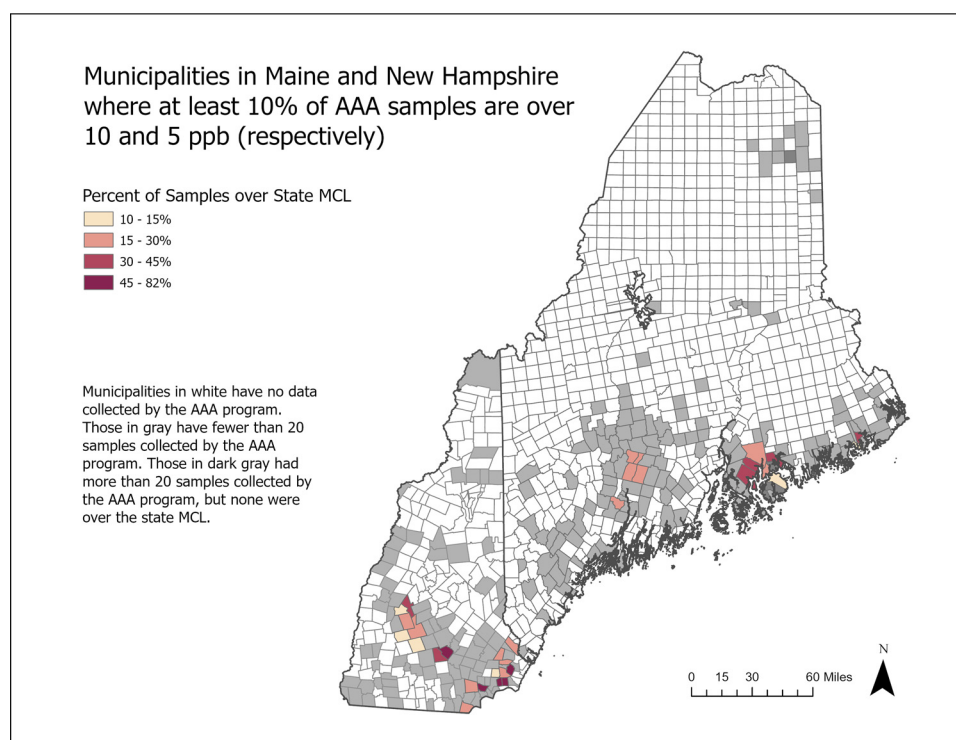 Municipalities in Maine and New Hampshire
where at least 10% of AAA samples are over
10 and 5 ppb (respectively)
Percent of Samples over State MCL
10 - 15%
15 - 30%
30 - 45%
45 - 82%
Municipalities in white have no data
collected by the AAA program.
Those in gray have fewer than 20
samples collected by the AAA
program. Those in dark gray had
more than 20 samples collected by
the AAA program, but none were
over the state MCL.
N
0 15 30 60 Miles